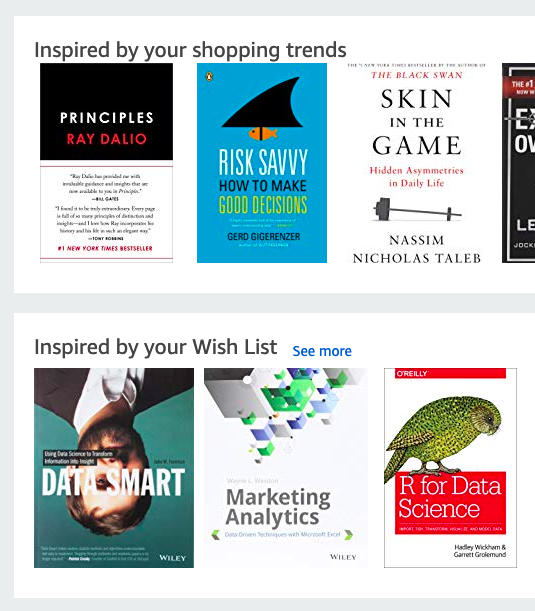 Inspired by your shopping trends
PRINCIPLES
RAY DALIO
"Ray Dalio has provided me with
invaluable guidance and insights that are
now available to you in Principles."
—BILL GATES
"I found it to be truly extraordinary. Every page
is full of so many principles of distinction and
insights—and I love how Ray incorporates his
history and his life in such an elegant way."
—TONY ROBBINS
#1 NEW YORK TIMES BESTSELLER
RISK SAVVY
HOW TO MAKE
GOOD DECISIONS
GERD GIGERENZER
THE #1 NEW YORK TIMES BESTSELLER BY THE AUTHOR OF
THE BLACK SWAN
SKIN
IN THE
GAME
Hidden Asymmetries
in Daily Life
NASSIM
NICHOLAS TALEB
THE #1
NOW W
EX
OW
LE
JOCK
Inspired by your Wish List
See more
Using Data Science to Transform
Information into Insight
John W. Foreman
DATA SMART
WILEY
Wayne L. Winston
Marketing
Analytics
Data-Driven Techniques with Microsoft Excel
WILEY
O'REILLY
R for Data
Science
IMPORT, TIDY, TRANSFORM, VISUALIZE, AND MODEL DATA
Hadley Wickham &
Garrett Grolemund